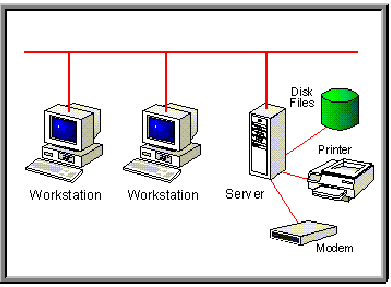 Disk
Files
Printer
Workstation
Workstation
Server
Modem